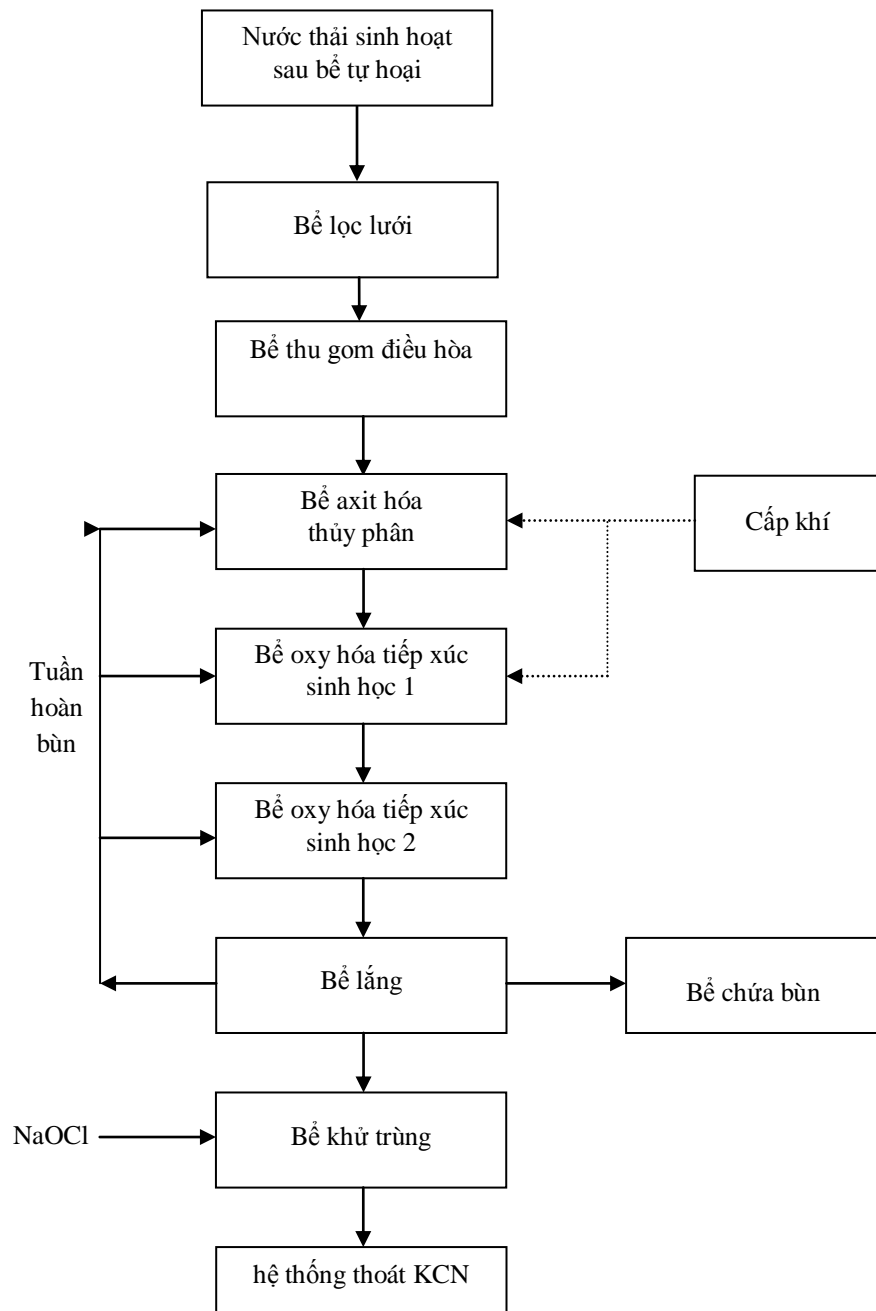 Nước thải sinh hoạt
sau bể tự hoại
Bể lọc lưới
Bể thu gom điều hòa
Bể axit hóa
thủy phân
Cấp khí
Bể oxy hóa tiếp xúc
sinh học 1
Tuần
hoàn
bùn
Bể oxy hóa tiếp xúc
sinh học 2
Bể lắng
Bể chứa bùn
NaOCl
Bể khử trùng
hệ thống thoát KCN